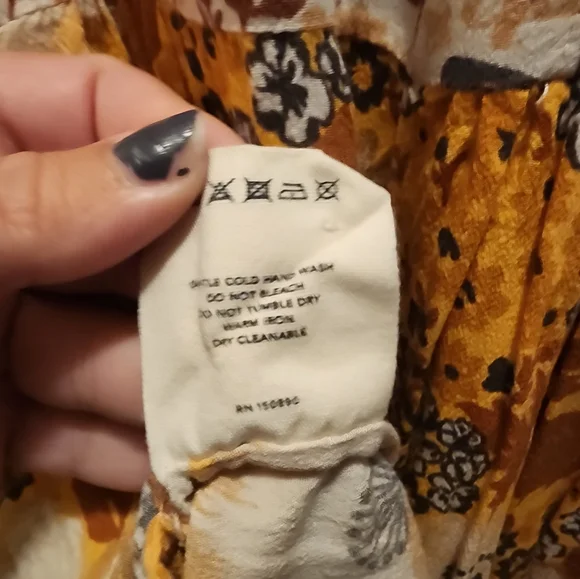 GENTLE COLD HAND WASH
DO NOT BLEACH
DO NOT TUMBLE DRY
WARM IRON
DRY CLEANABLE
RN 150890